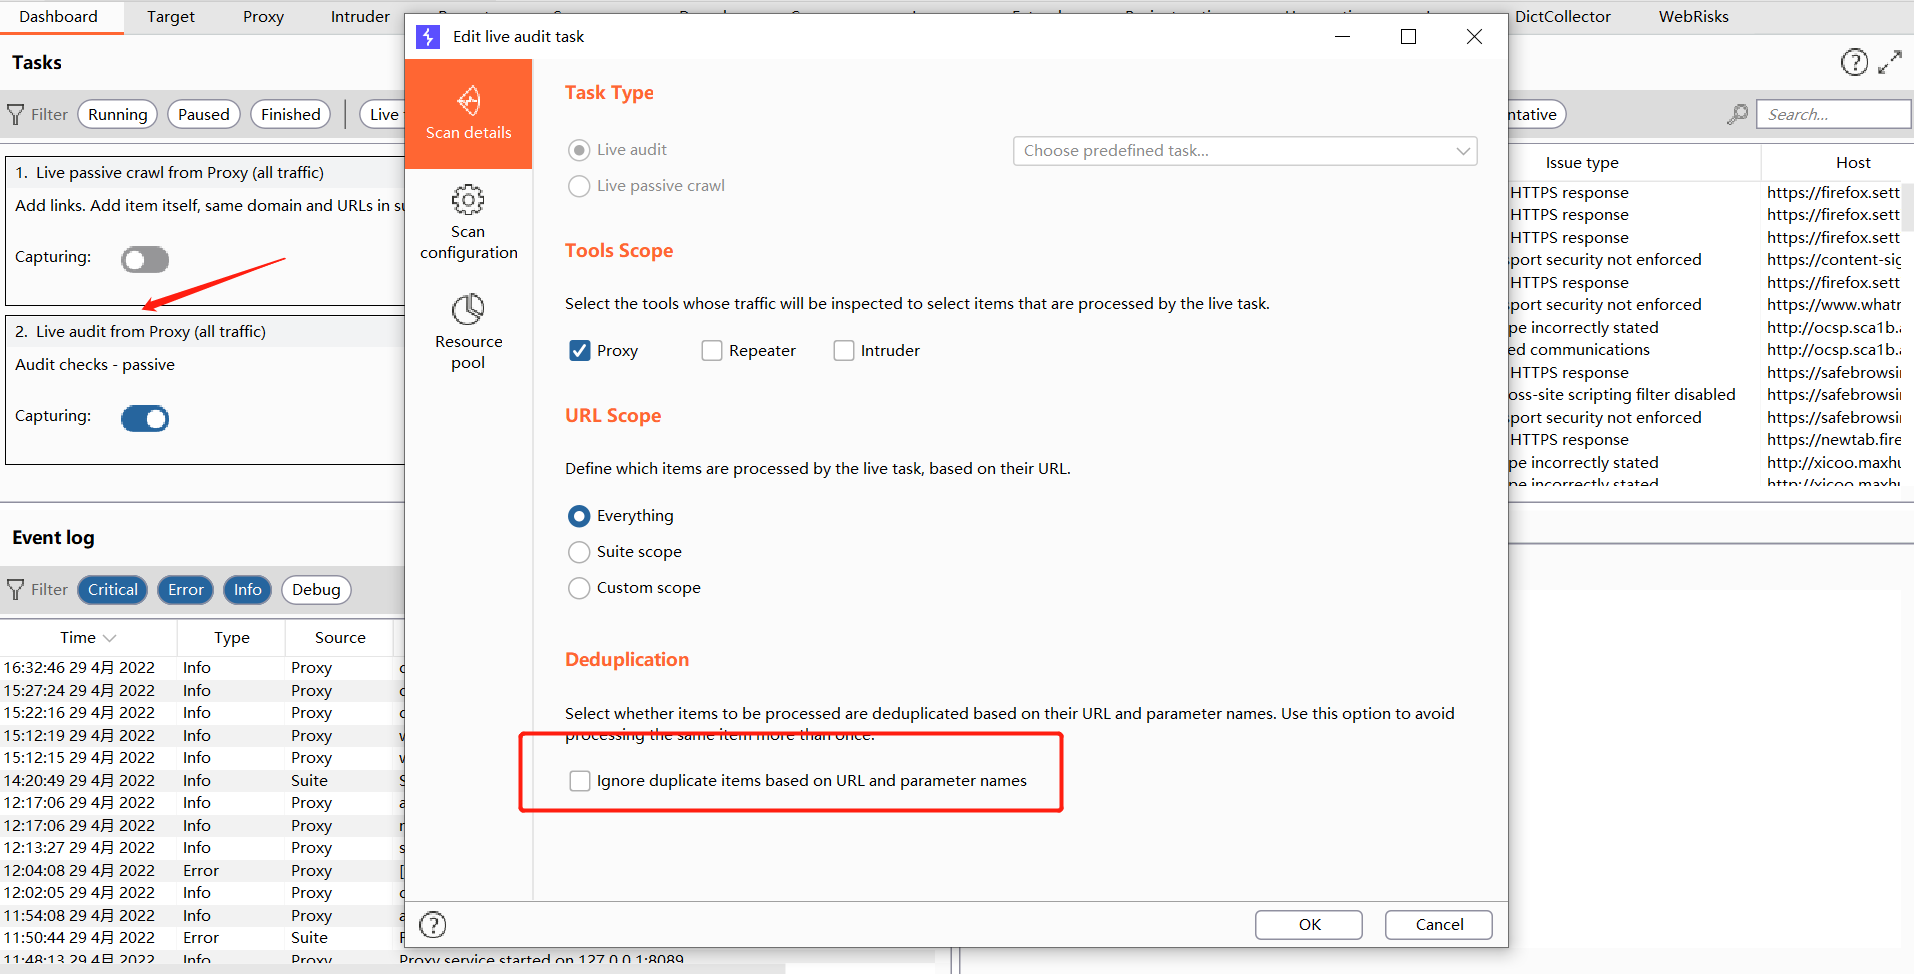 Dashboard
Target
Proxy
Intruder
DictCollector
WebRisks
Edit live audit task
Tasks
Filter
Running
Paused
Finished
Live
ntative
Search...
1. Live passive crawl from Proxy (all traffic)
Add links. Add item itself, same domain and URLs in su
Capturing:
2. Live audit from Proxy (all traffic)
Audit checks - passive
Capturing:
Scan details
Scan
configuration
Resource
pool
Task Type
Live audit
Choose predefined task...
Live passive crawl
Tools Scope
Select the tools whose traffic will be inspected to select items that are processed by the live task.
Proxy
Repeater
Intruder
URL Scope
Define which items are processed by the live task, based on their URL.
Everything
Suite scope
Custom scope
Deduplication
Select whether items to be processed are deduplicated based on their URL and parameter names. Use this option to avoid
processing the same item more than once.
Ignore duplicate items based on URL and parameter names
OK
Cancel
Issue type
Host
HTTPS response
https://firefox.sett
HTTPS response
https://firefox.sett
HTTPS response
https://firefox.sett
port security not enforced
https://content-sig
HTTPS response
https://firefox.sett
port security not enforced
https://www.whatr
pe incorrectly stated
http://ocsp.sca1b.a
ed communications
http://ocsp.sca1b.a
HTTPS response
https://safebrowsin
oss-site scripting filter disabled
https://safebrowsin
port security not enforced
https://safebrowsin
HTTPS response
https://newtab.fire
pe incorrectly stated
http://xicoo.maxhu
pe incorrectly stated
http://xicoo.maxhu
Event log
Filter
Critical
Error
Info
Debug
Time
Type
Source
16:32:46 29 4月 2022 Info Proxy
15:27:24 29 4月 2022 Info Proxy
15:22:16 29 4月 2022 Info Proxy
15:12:19 29 4月 2022 Info Proxy
15:12:15 29 4月 2022 Info Proxy
14:20:49 29 4月 2022 Info Suite
12:17:06 29 4月 2022 Info Proxy
12:17:06 29 4月 2022 Info Proxy
12:13:27 29 4月 2022 Info Proxy
12:04:08 29 4月 2022 Error Proxy
12:02:05 29 4月 2022 Info Proxy
11:54:08 29 4月 2022 Info Proxy
11:50:44 29 4月 2022 Error Suite
11:48:13 29 4月 2022 Info Proxy Proxy service started on 127.0.0.1:8089